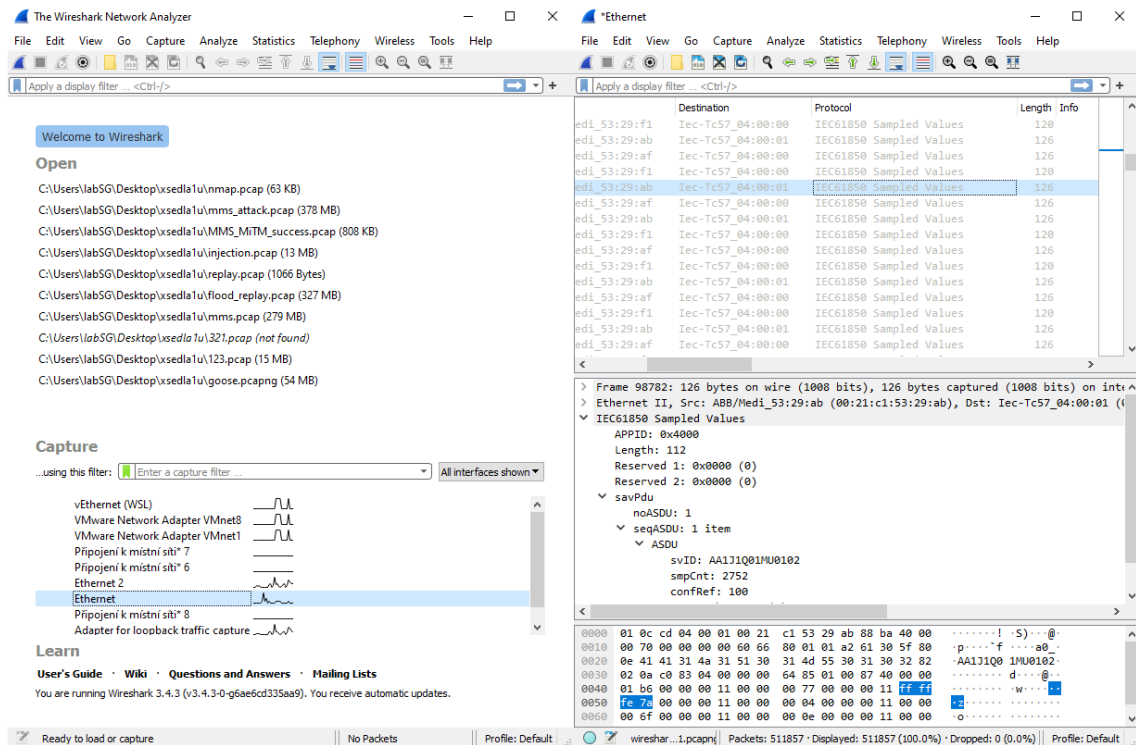 The Wireshark Network Analyzer
File Edit View Go Capture Analyze Statistics Telephony Wireless Tools Help
Apply a display filter ... <Ctrl-/>
Welcome to Wireshark
Open
C:\Users\labSG\Desktop\xsedla1u\nmap.pcap (63 KB)
C:\Users\labSG\Desktop\xsedla1u\mms_attack.pcap (378 MB)
C:\Users\labSG\Desktop\xsedla1u\MMS_MiTM_success.pcap (808 KB)
C:\Users\labSG\Desktop\xsedla1u\injection.pcap (13 MB)
C:\Users\labSG\Desktop\xsedla1u\replay.pcap (1066 Bytes)
C:\Users\labSG\Desktop\xsedla1u\flood_replay.pcap (327 MB)
C:\Users\labSG\Desktop\xsedla1u\mms.pcap (279 MB)
C:\Users\labSG\Desktop\xsedla1u\321.pcap (not found)
C:\Users\labSG\Desktop\xsedla1u\123.pcap (15 MB)
C:\Users\labSG\Desktop\xsedla1u\goose.pcapng (54 MB)
Capture
...using this filter: Enter a capture filter ... All interfaces shown
vEthernet (WSL)
VMware Network Adapter VMnet8
VMware Network Adapter VMnet1
Připojení k místní síti* 7
Připojení k místní síti* 6
Ethernet 2
Ethernet
Připojení k místní síti* 8
Adapter for loopback traffic capture
Learn
User's Guide · Wiki · Questions and Answers · Mailing Lists
You are running Wireshark 3.4.3 (v3.4.3-0-g6ae6cd335aa9). You receive automatic updates.
Ready to load or capture No Packets Profile: Default
*Ethernet
File Edit View Go Capture Analyze Statistics Telephony Wireless Tools Help
Apply a display filter ... <Ctrl-/>
Destination Protocol Length Info
edi_53:29:f1 Iec-Tc57_04:00:00 IEC61850 Sampled Values 120
edi_53:29:ab Iec-Tc57_04:00:01 IEC61850 Sampled Values 126
edi_53:29:af Iec-Tc57_04:00:00 IEC61850 Sampled Values 126
edi_53:29:f1 Iec-Tc57_04:00:00 IEC61850 Sampled Values 120
edi_53:29:ab Iec-Tc57_04:00:01 IEC61850 Sampled Values 126
edi_53:29:af Iec-Tc57_04:00:00 IEC61850 Sampled Values 126
edi_53:29:ab Iec-Tc57_04:00:01 IEC61850 Sampled Values 126
edi_53:29:f1 Iec-Tc57_04:00:00 IEC61850 Sampled Values 120
edi_53:29:af Iec-Tc57_04:00:00 IEC61850 Sampled Values 126
edi_53:29:f1 Iec-Tc57_04:00:00 IEC61850 Sampled Values 120
edi_53:29:ab Iec-Tc57_04:00:01 IEC61850 Sampled Values 126
edi_53:29:af Iec-Tc57_04:00:00 IEC61850 Sampled Values 126
edi_53:29:f1 Iec-Tc57_04:00:00 IEC61850 Sampled Values 120
edi_53:29:ab Iec-Tc57_04:00:01 IEC61850 Sampled Values 126
edi_53:29:af Iec-Tc57_04:00:00 IEC61850 Sampled Values 126
Frame 98782: 126 bytes on wire (1008 bits), 126 bytes captured (1008 bits) on inte
Ethernet II, Src: ABB/Medi_53:29:ab (00:21:c1:53:29:ab), Dst: Iec-Tc57_04:00:01 (
IEC61850 Sampled Values
APPID: 0x4000
Length: 112
Reserved 1: 0x0000 (0)
Reserved 2: 0x0000 (0)
savPdu
noASDU: 1
seqASDU: 1 item
ASDU
svID: AA1J1Q01MU0102
smpCnt: 2752
confRef: 100
0000 01 0c cd 04 00 01 00 21 c1 53 29 ab 88 ba 40 00 ·······! ·S)···@·
0010 00 70 00 00 00 00 60 66 80 01 01 a2 61 30 5f 80 ·p····`f ····a0_·
0020 0e 41 41 31 4a 31 51 30 31 4d 55 30 31 30 32 82 ·AA1J1Q0 1MU0102·
0030 02 0a c0 83 04 00 00 00 64 85 01 00 87 40 00 00 ········ d····@··
0040 01 b6 00 00 00 11 00 00 00 77 00 00 00 11 ff ff ········ ·w······
0050 fe 7a 00 00 00 11 00 00 00 04 00 00 00 11 00 00 ·z······ ········
0060 00 6f 00 00 00 11 00 00 00 0e 00 00 00 11 00 00 ·o······ ········
wireshar...1.pcapng Packets: 511857 · Displayed: 511857 (100.0%) · Dropped: 0 (0.0%) Profile: Default